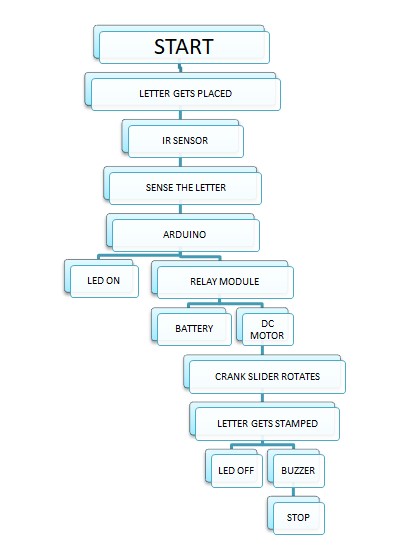 START
LETTER GETS PLACED
IR SENSOR
SENSE THE LETTER
ARDUINO
LED ON
RELAY MODULE
BATTERY
DC
MOTOR
CRANK SLIDER ROTATES
LETTER GETS STAMPED
LED OFF
BUZZER
STOP